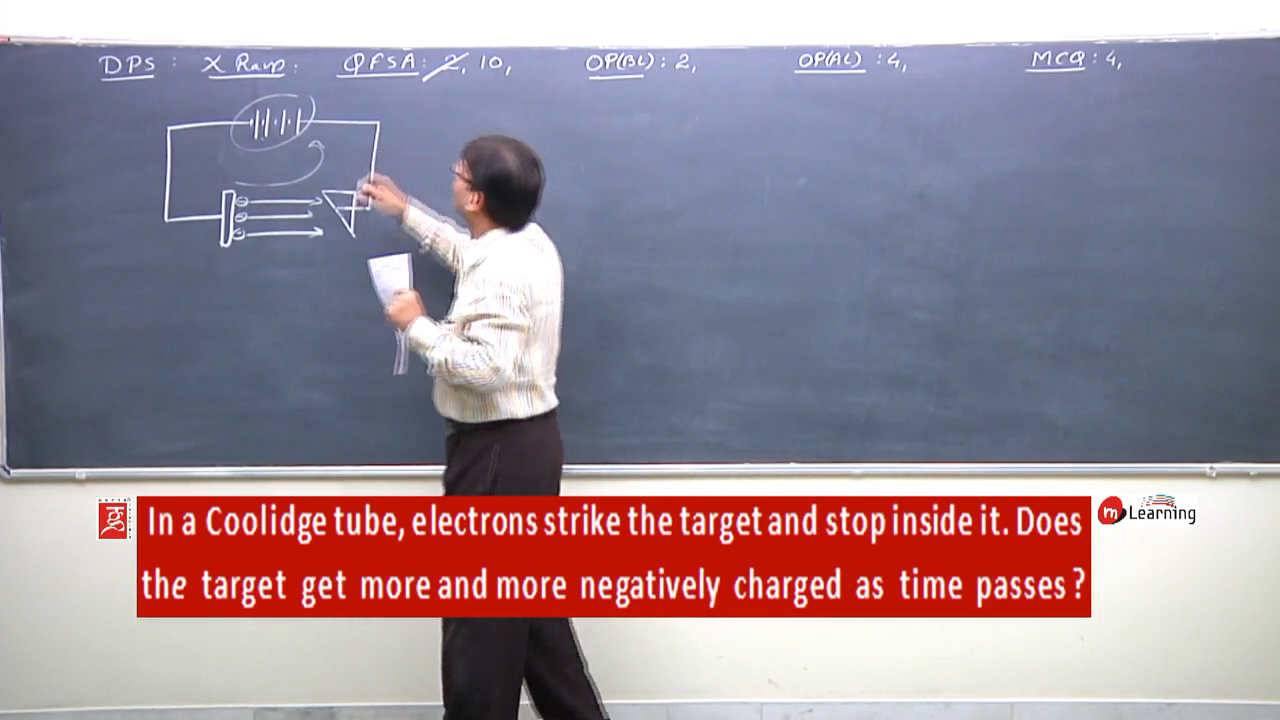 DPS : X Rays : QFSA : 2, 10, OP(BL) : 2, OP(AL) : 4, MCQ : 4,
In a Coolidge tube, electrons strike the target and stop inside it. Does
the target get more and more negatively charged as time passes ?
m Learning